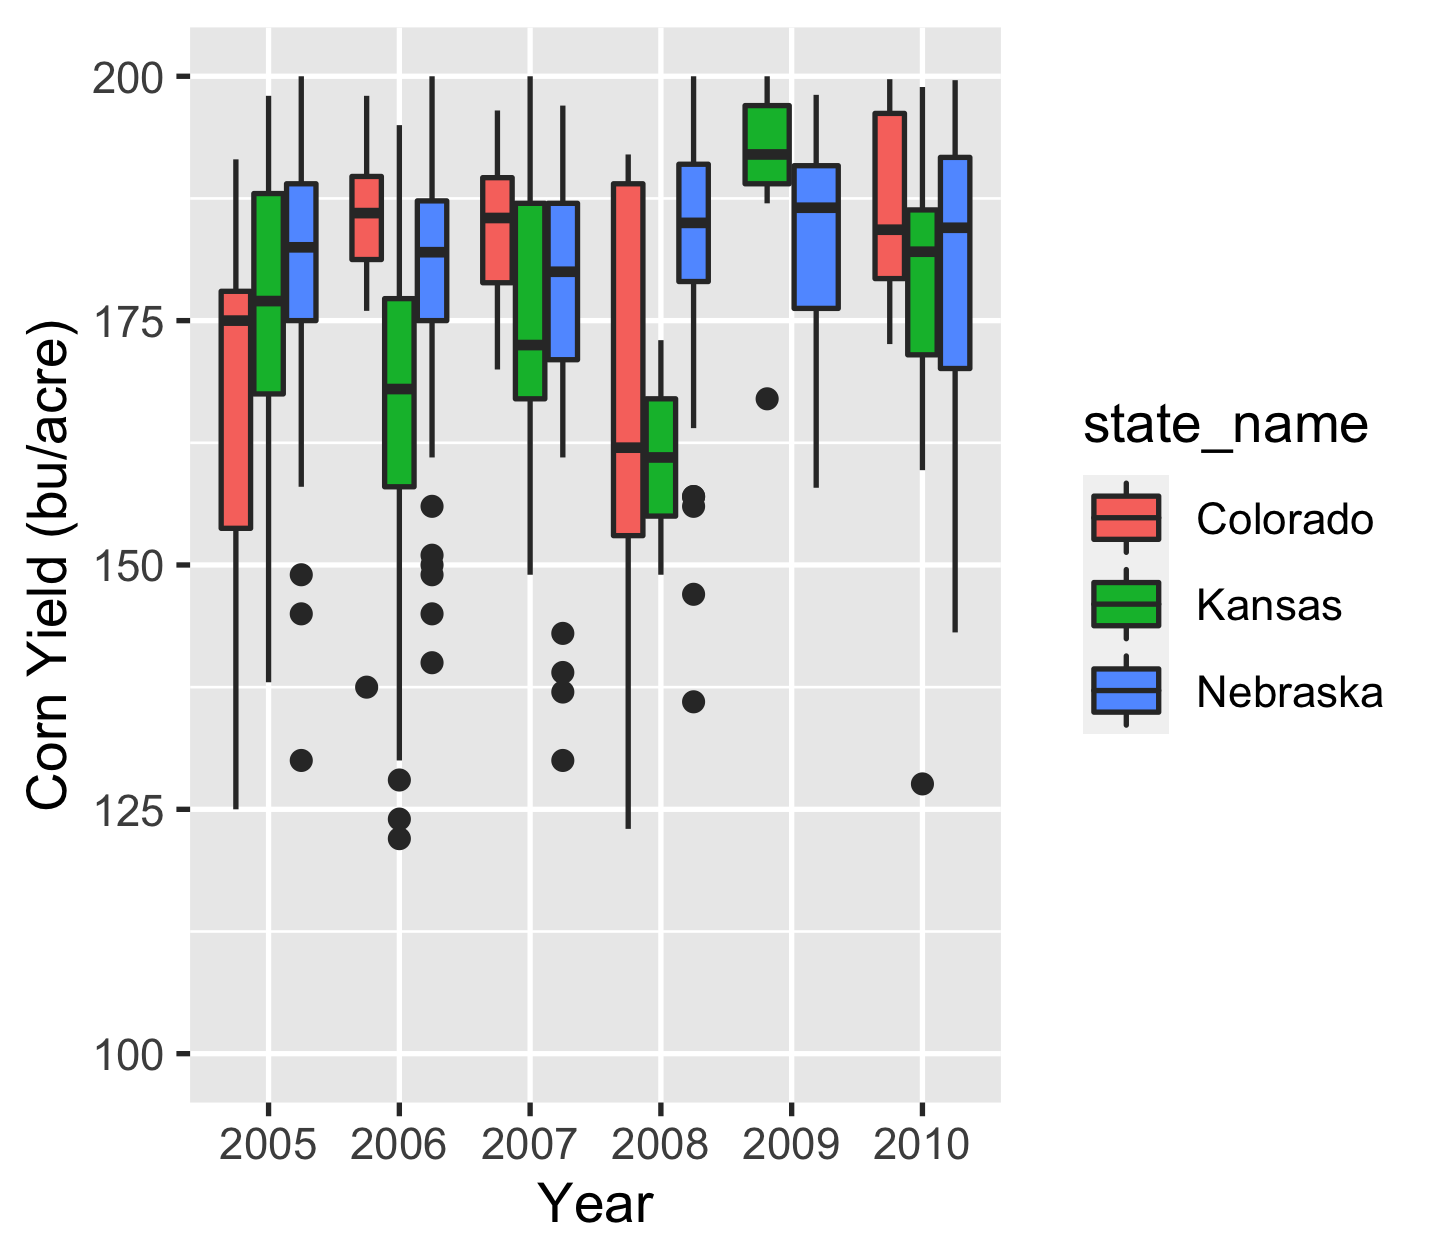 Corn Yield (bu/acre)
200
175
150
125
100
2005 2006 2007 2008 2009 2010
Year
state_name
Colorado
Kansas
Nebraska